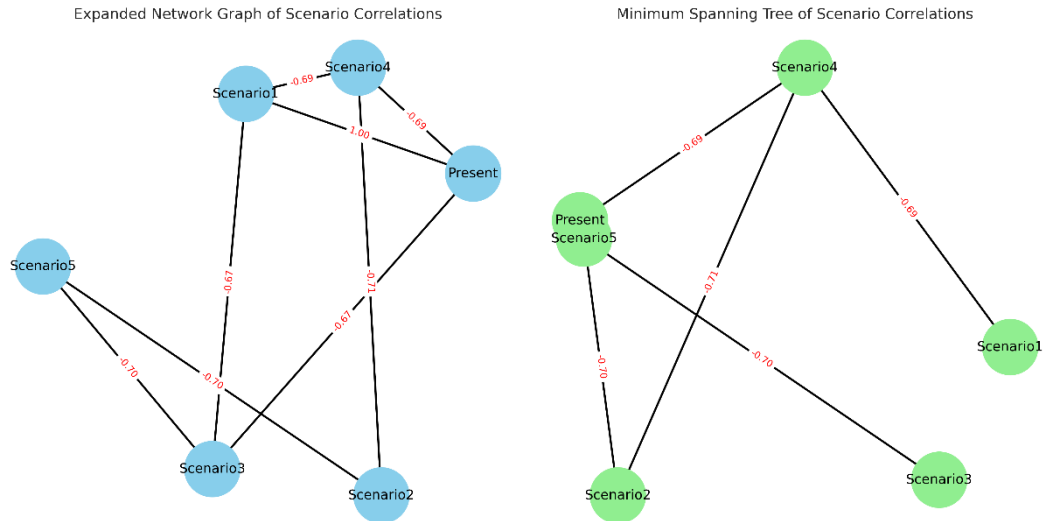 Expanded Network Graph of Scenario Correlations
Scenario4
-0.69
Scenario1
-0.69
1.00
Present
Scenario5
-0.67
-0.71
-0.67
-0.70
-0.70
Scenario3
Scenario2
Minimum Spanning Tree of Scenario Correlations
Scenario4
-0.69
-0.69
Present
Scenario5
-0.71
Scenario1
-0.70
-0.70
Scenario3
Scenario2